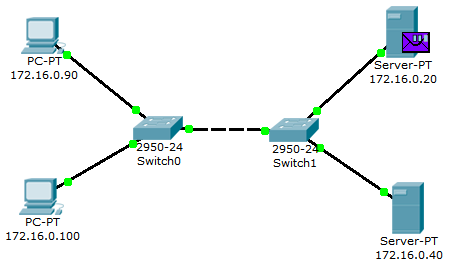 PC-PT
172.16.0.90
Server-PT
172.16.0.20
2950-24
Switch0
2950-24
Switch1
PC-PT
172.16.0.100
Server-PT
172.16.0.40